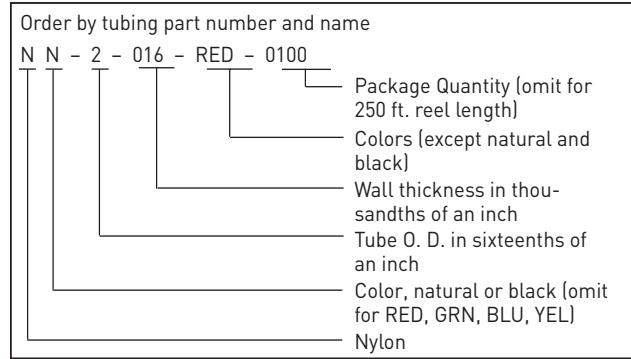 Order by tubing part number and name
N N – 2 – 016 – RED – 0100
Package Quantity (omit for
250 ft. reel length)
Colors (except natural and
black)
Wall thickness in thou-
sandths of an inch
Tube O. D. in sixteenths of
an inch
Color, natural or black (omit
for RED, GRN, BLU, YEL)
Nylon